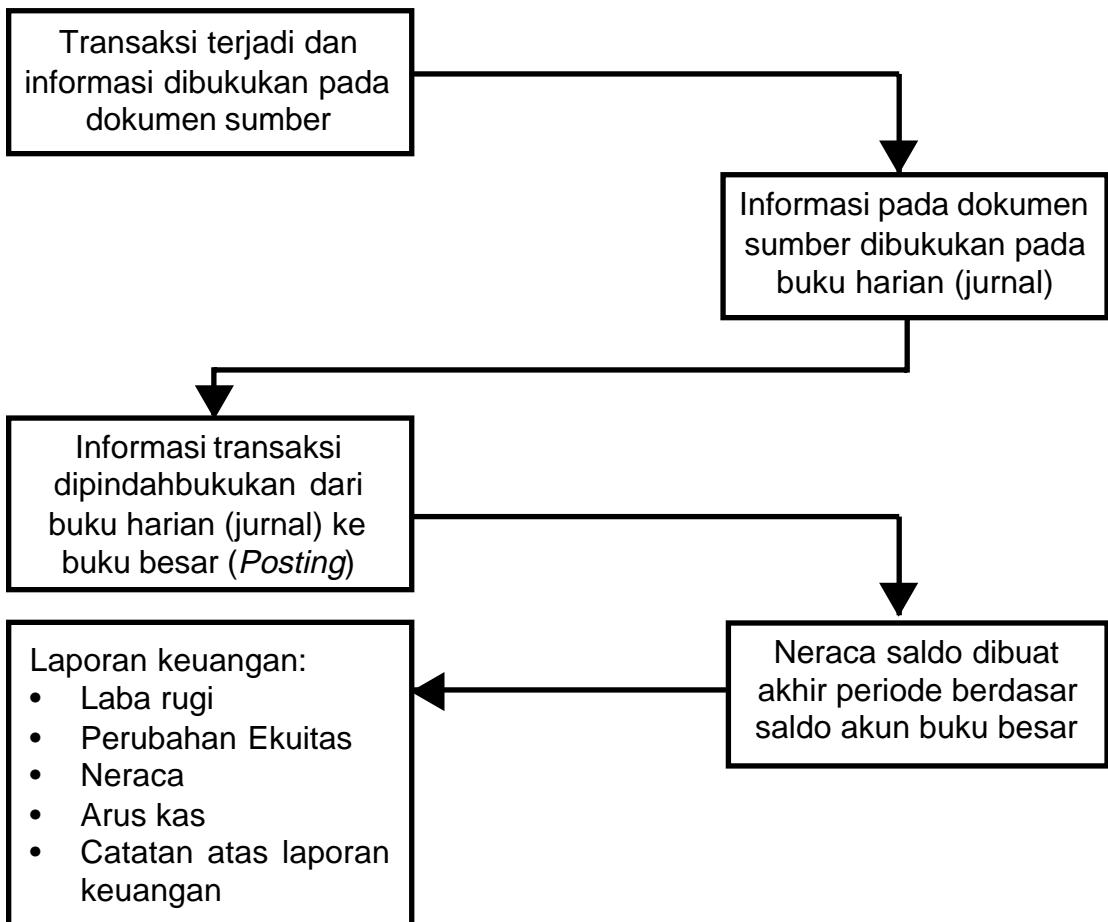 Transaksi terjadi dan
informasi dibukukan pada
dokumen sumber
Informasi pada dokumen
sumber dibukukan pada
buku harian (jurnal)
Informasi transaksi
dipindahbukukan dari
buku harian (jurnal) ke
buku besar (Posting)
Neraca saldo dibuat
akhir periode berdasar
saldo akun buku besar
Laporan keuangan:
• Laba rugi
• Perubahan Ekuitas
• Neraca
• Arus kas
• Catatan atas laporan
keuangan